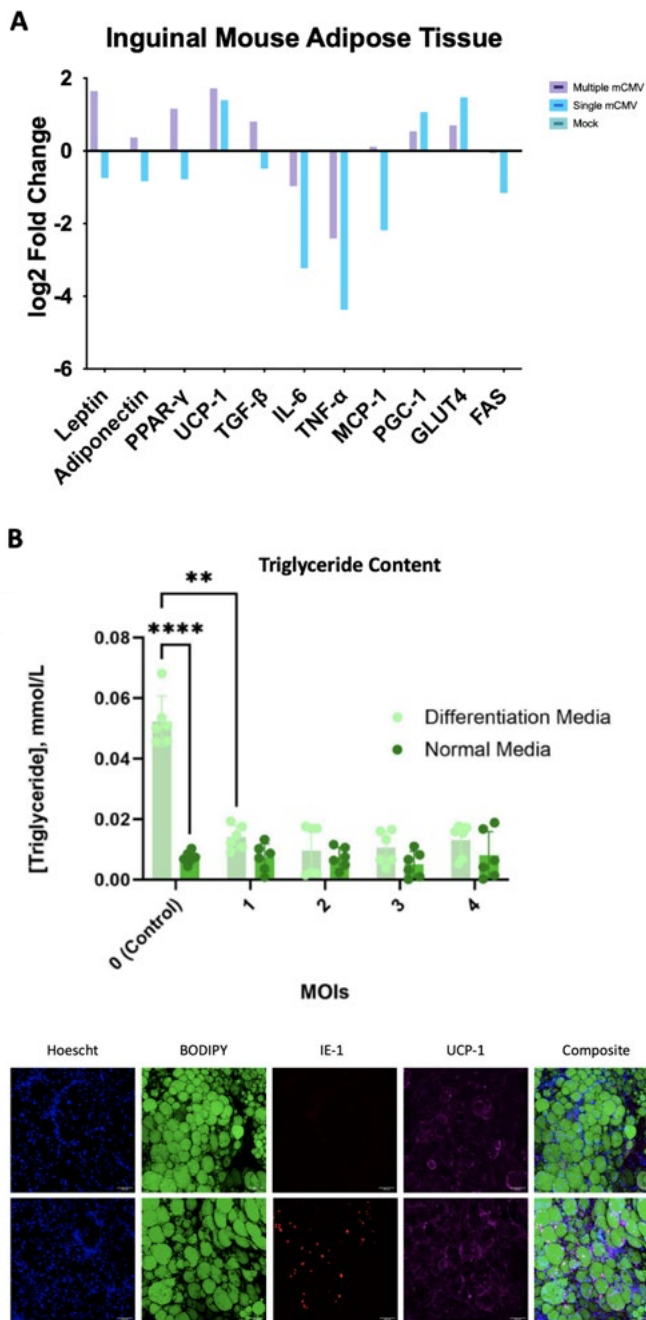 A
Inguinal Mouse Adipose Tissue
Multiple mCMV
Single mCMV
Mock
log2 Fold Change
2
0
-2
-4
-6
Leptin
Adiponectin
PPAR-γ
UCP-1
TGF-β
IL-6
TNF-α
MCP-1
PGC-1
GLUT4
FAS
B
Triglyceride Content
**
****
[Triglyceride], mmol/L
0.08
0.06
0.04
0.02
0.00
Differentiation Media
Normal Media
0 (Control)
1
2
3
4
MOIs
Hoescht BODIPY IE-1 UCP-1 Composite